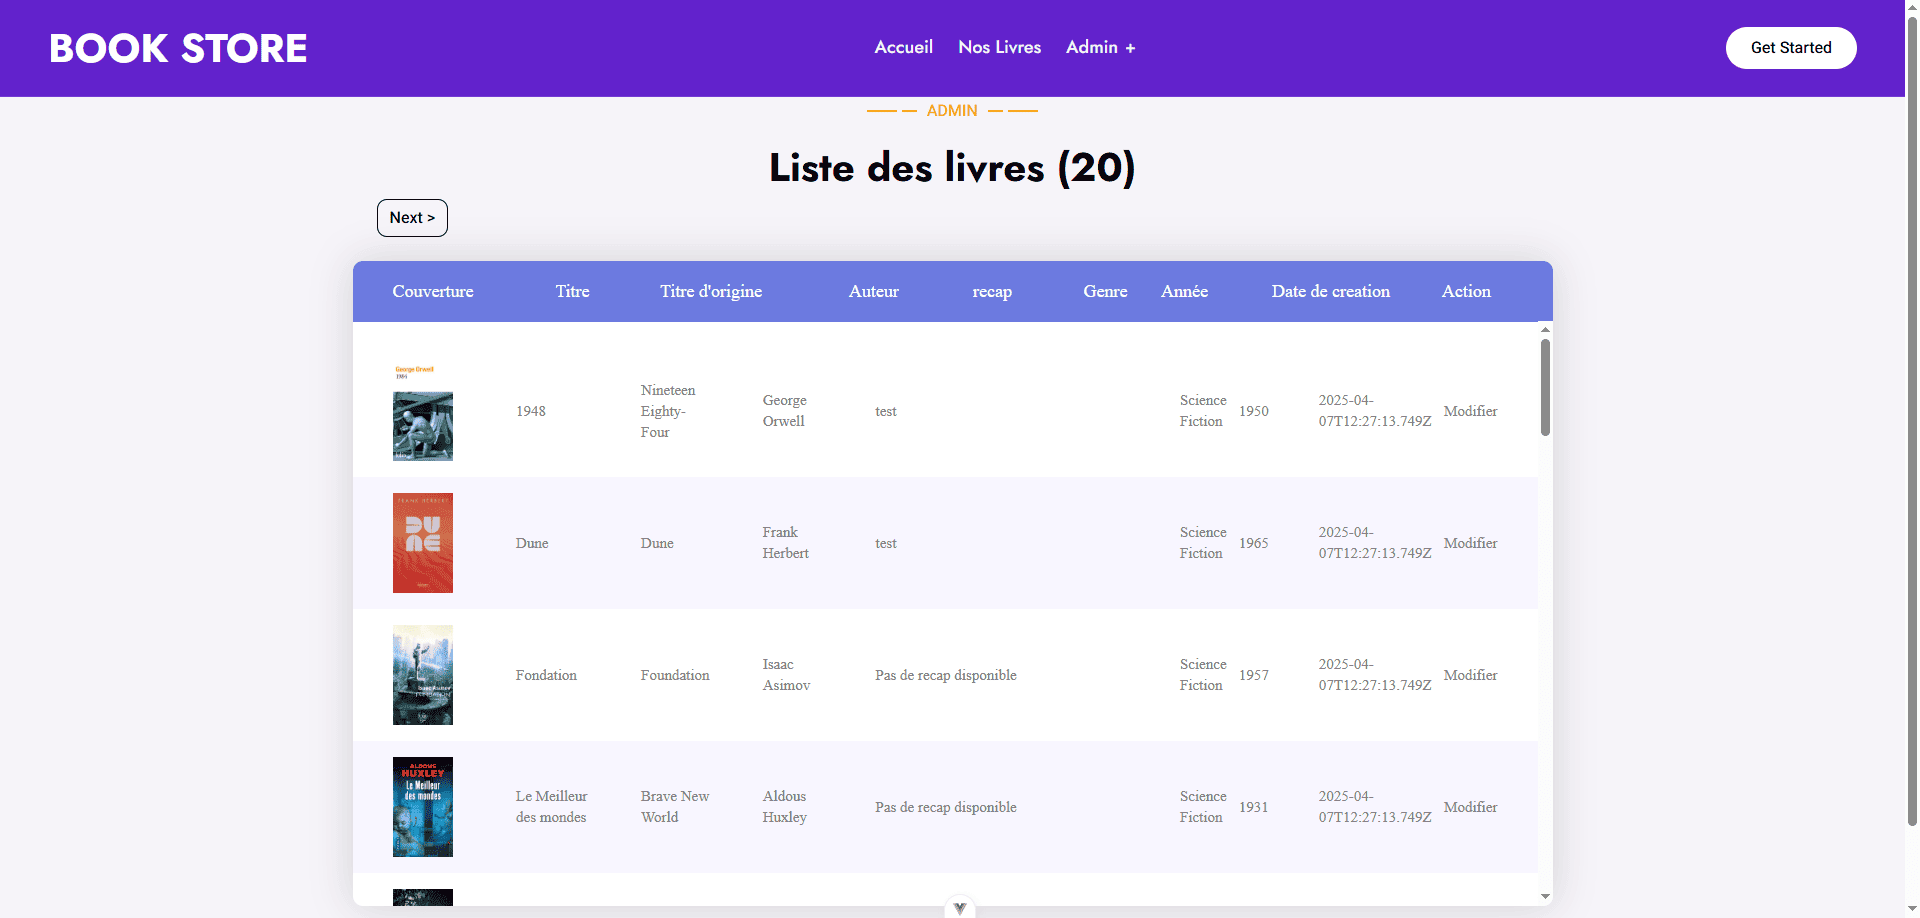 BOOK STORE
Accueil Nos Livres Admin +
Get Started
ADMIN
Liste des livres (20)
Next >
Couverture Titre Titre d'origine Auteur recap Genre Année Date de creation Action
George Orwell
1984
1948
Nineteen
Eighty-
Four
George
Orwell
test
Science
Fiction
1950
2025-04-
07T12:27:13.749Z
Modifier
FRANK HERBERT
DUNE
Dune
Dune
Frank
Herbert
test
Science
Fiction
1965
2025-04-
07T12:27:13.749Z
Modifier
Isaac Asimov
FONDATION
Fondation
Foundation
Isaac
Asimov
Pas de recap disponible
Science
Fiction
1957
2025-04-
07T12:27:13.749Z
Modifier
ALDOUS
HUXLEY
Le Meilleur
des mondes
Le Meilleur
des mondes
Brave New
World
Aldous
Huxley
Pas de recap disponible
Science
Fiction
1931
2025-04-
07T12:27:13.749Z
Modifier